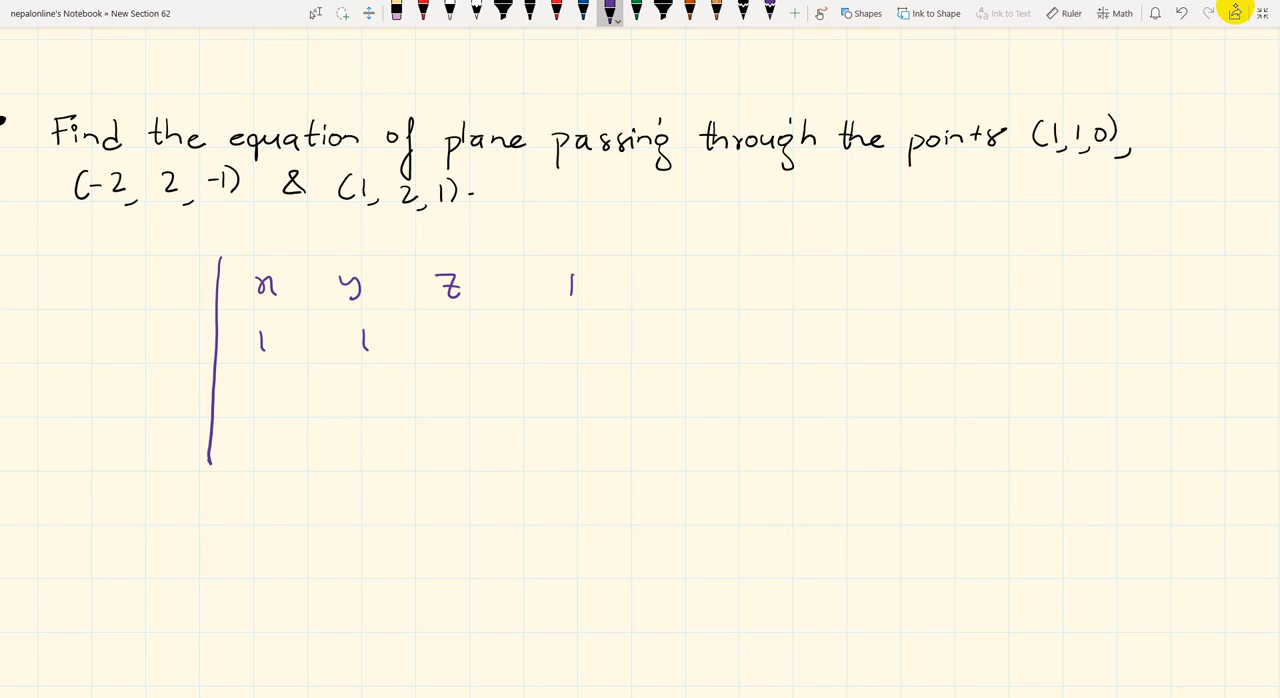 nepalonline's Notebook » New Section 62
Shapes Ink to Shape Ink to Text Ruler Math
Find the equation of plane passing through the points (1,1,0),
(-2, 2, -1) & (1, 2, 1).
x y z 1
1 1